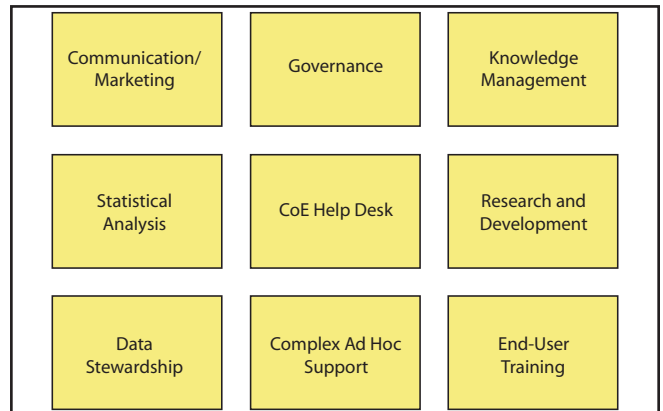 Communication/
Marketing
Governance
Knowledge
Management
Statistical
Analysis
CoE Help Desk
Research and
Development
Data
Stewardship
Complex Ad Hoc
Support
End-User
Training